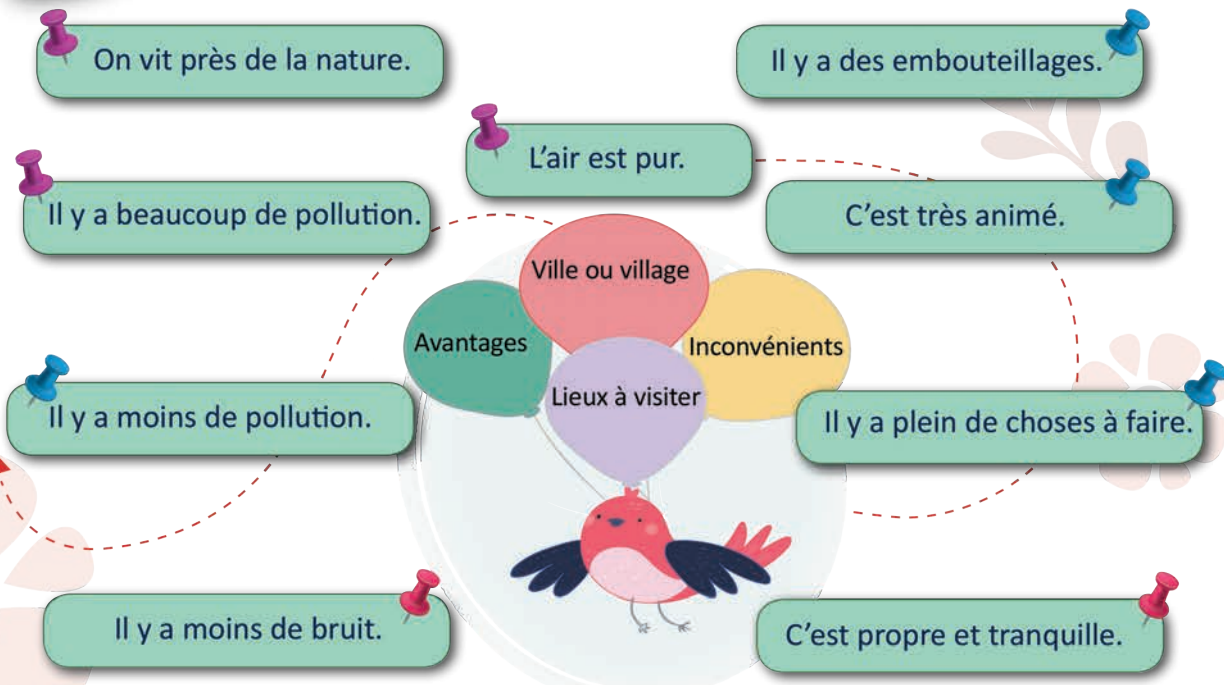 On vit près de la nature.
Il y a des embouteillages.
L'air est pur.
Il y a beaucoup de pollution.
C'est très animé.
Ville ou village
Avantages
Inconvénients
Lieux à visiter
Il y a moins de pollution.
Il y a plein de choses à faire.
Il y a moins de bruit.
C'est propre et tranquille.